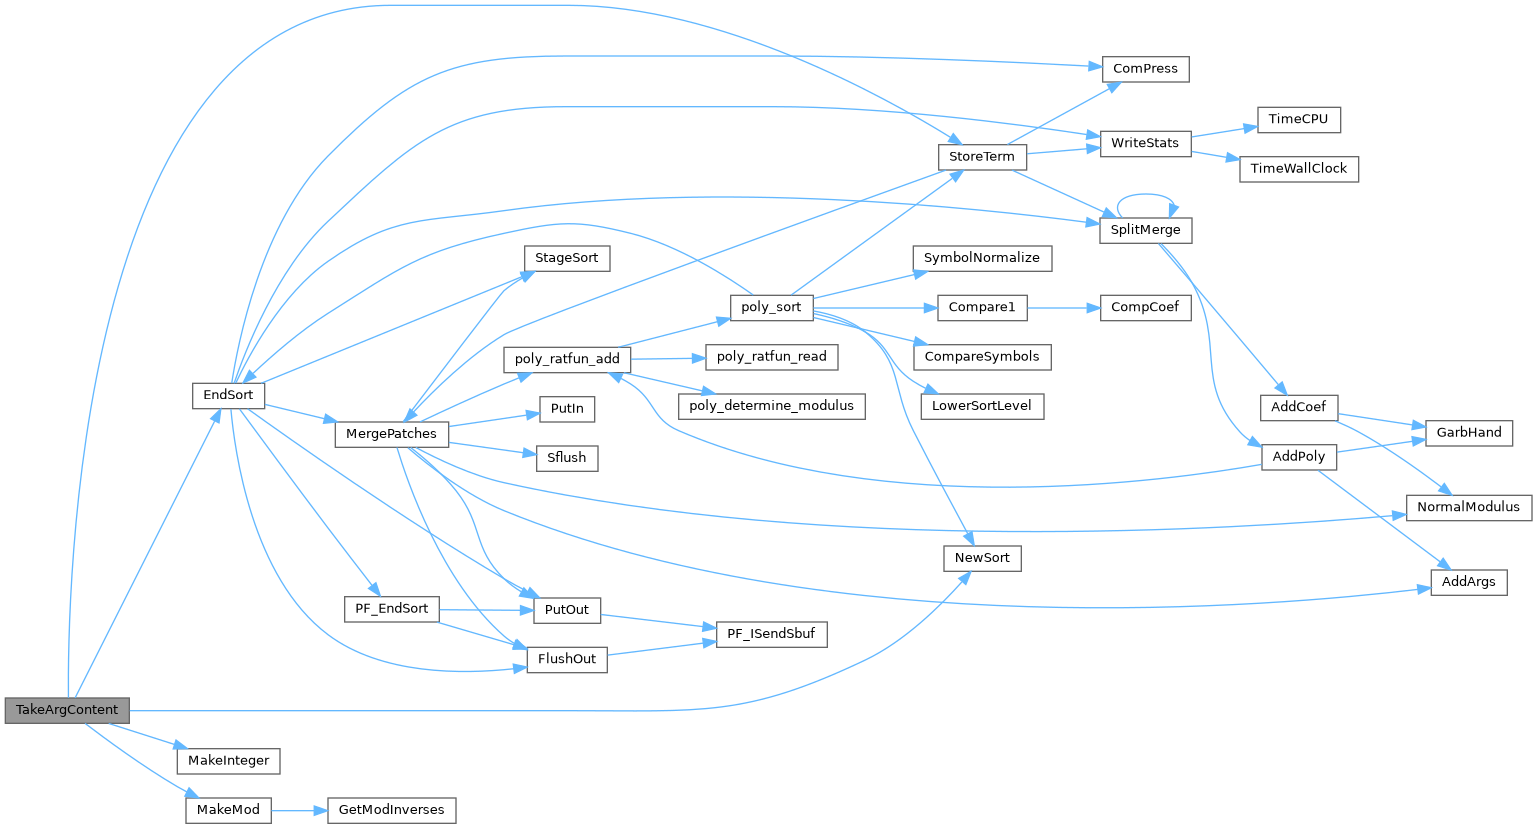 ComPress
TimeCPU
WriteStats
StoreTerm
TimeWallClock
SplitMerge
StageSort
SymbolNormalize
poly_sort
Compare1
CompCoef
poly_ratfun_add
poly_ratfun_read
CompareSymbols
EndSort
poly_determine_modulus
LowerSortLevel
AddCoef
PutIn
MergePatches
GarbHand
Sflush
AddPoly
NormalModulus
NewSort
AddArgs
PF_EndSort
PutOut
PF_ISendSbuf
FlushOut
TakeArgContent
MakeInteger
MakeMod
GetModInverses